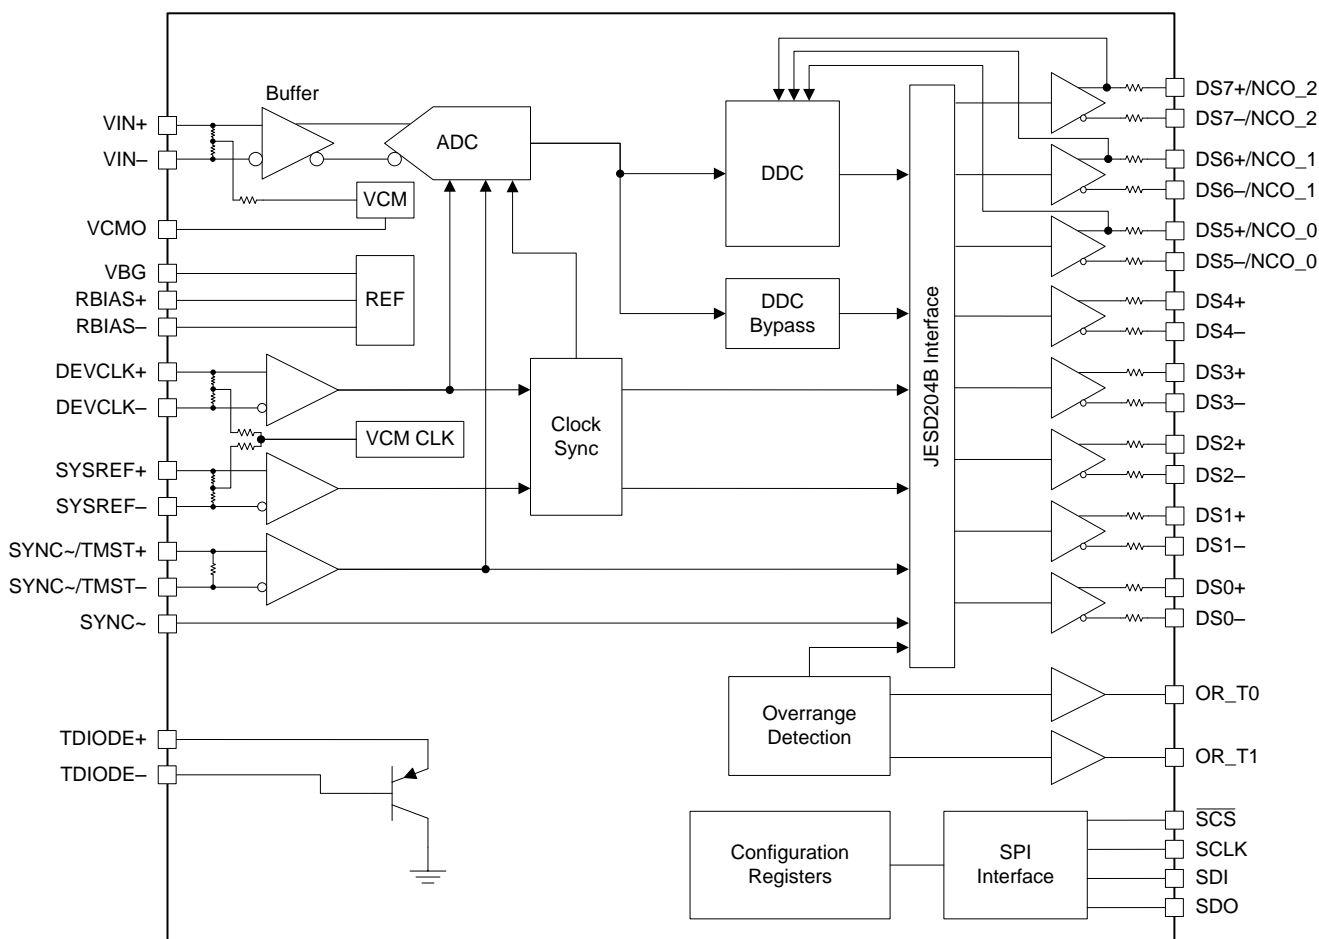 Buffer
VIN+
VIN–
ADC
VCM
VCMO
VBG
RBIAS+
RBIAS–
REF
DEVCLK+
DEVCLK–
VCM CLK
SYSREF+
SYSREF–
SYNC~/TMST+
SYNC~/TMST–
SYNC~
TDIODE+
TDIODE–
Clock
Sync
DDC
DDC
Bypass
JESD204B Interface
Overrange
Detection
Configuration
Registers
SPI
Interface
DS7+/NCO_2
DS7–/NCO_2
DS6+/NCO_1
DS6–/NCO_1
DS5+/NCO_0
DS5–/NCO_0
DS4+
DS4–
DS3+
DS3–
DS2+
DS2–
DS1+
DS1–
DS0+
DS0–
OR_T0
OR_T1
SCS
SCLK
SDI
SDO